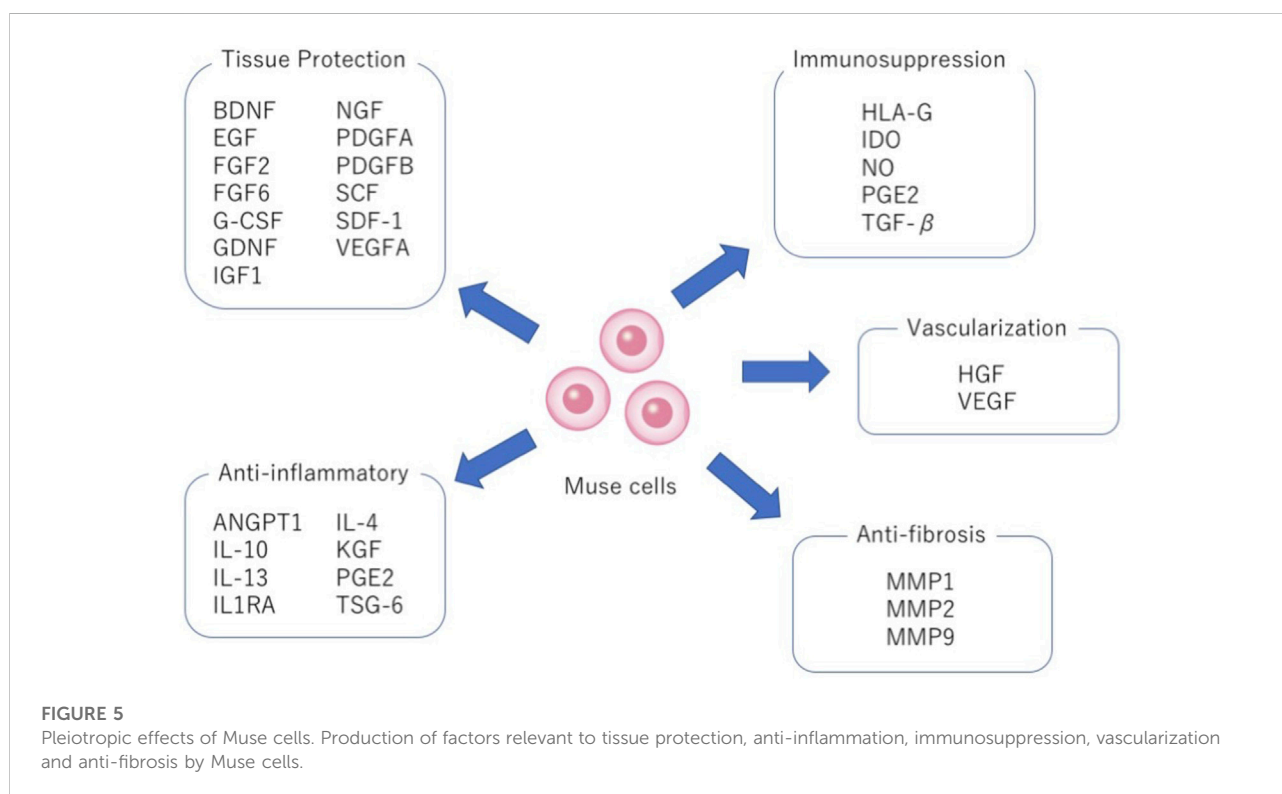 Tissue Protection
BDNF NGF
EGF PDGFA
FGF2 PDGFB
FGF6 SCF
G-CSF SDF-1
GDNF VEGFA
IGF1
Immunosuppression
HLA-G
IDO
NO
PGE2
TGF-β
Vascularization
HGF
VEGF
Muse cells
Anti-inflammatory
ANGPT1 IL-4
IL-10 KGF
IL-13 PGE2
IL1RA TSG-6
Anti-fibrosis
MMP1
MMP2
MMP9
FIGURE 5
Pleiotropic effects of Muse cells. Production of factors relevant to tissue protection, anti-inflammation, immunosuppression, vascularization
and anti-fibrosis by Muse cells.